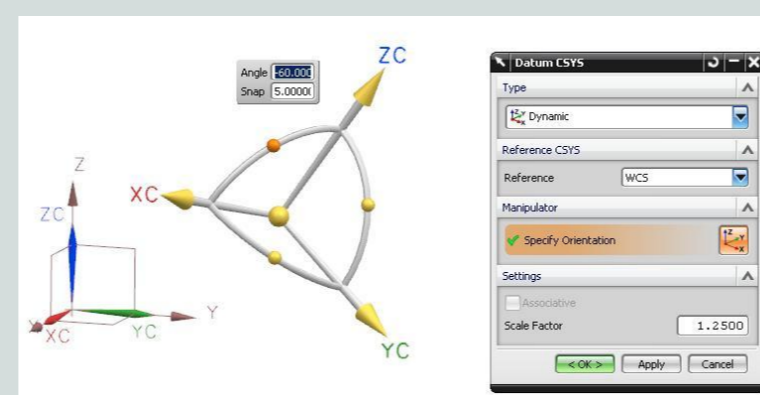 ZC
Angle -60.000
Snap 5.0000
XC
YC
Z
ZC
Y
YC
X
XC
Datum CSYS
Type
Dynamic
Reference CSYS
Reference WCS
Manipulator
Specify Orientation
Settings
Associative
Scale Factor 1.2500
< OK > Apply Cancel